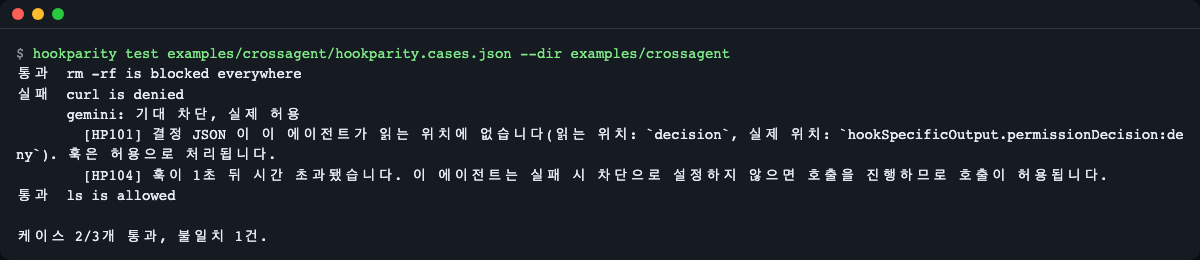 $ hookparity test examples/crossagent/hookparity.cases.json --dir examples/crossagent
통과  rm -rf is blocked everywhere
실패  curl is denied
      gemini: 기대 차단, 실제 허용
        [HP101] 결정 JSON 이 이 에이전트가 읽는 위치에 없습니다(읽는 위치: `decision`, 실제 위치: `hookSpecificOutput.permissionDecision:de
ny`). 훅은 허용으로 처리됩니다.
        [HP104] 훅이 1초 뒤 시간 초과됐습니다. 이 에이전트는 실패 시 차단으로 설정하지 않으면 호출을 진행하므로 호출이 허용됩니다.
통과  ls is allowed
케이스 2/3개 통과, 불일치 1건.